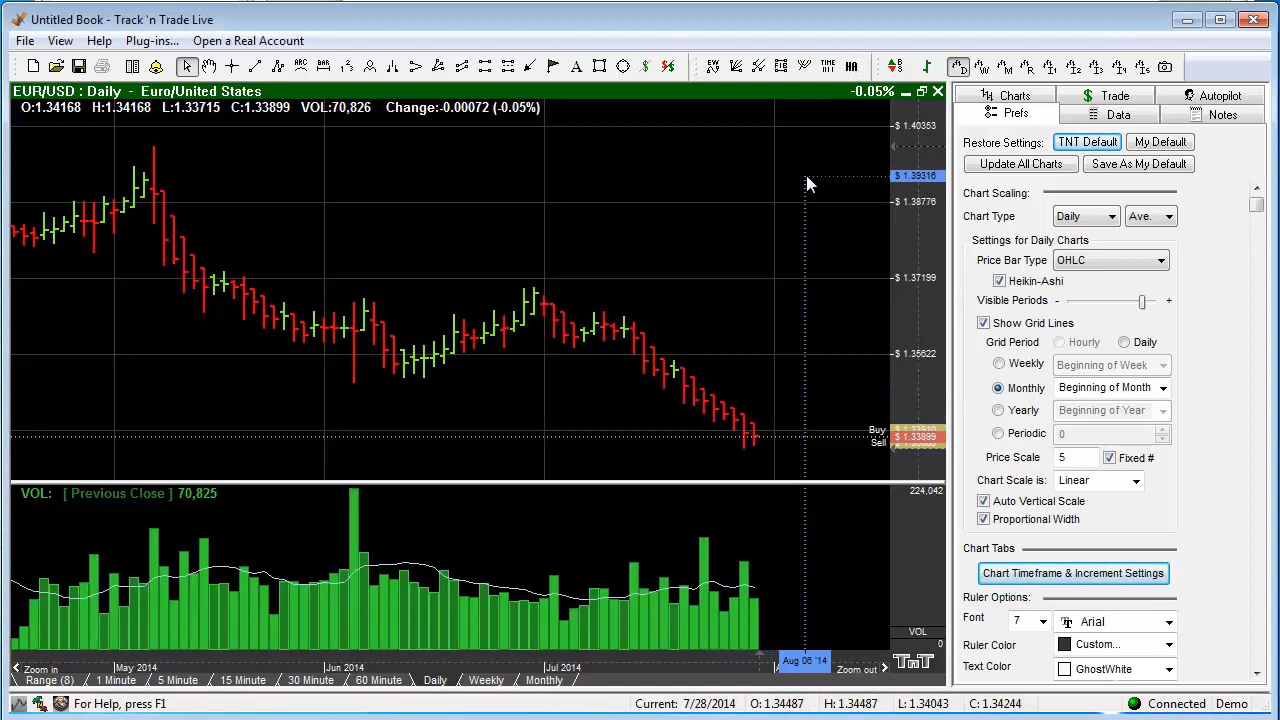 Untitled Book - Track 'n Trade Live
File View Help Plug-ins... Open a Real Account
EUR/USD : Daily - Euro/United States -0.05%
O:1.34168 H:1.34168 L:1.33715 C:1.33899 VOL:70,826 Change:-0.00072 (-0.05%)
$ 1.40353
$ 1.39316
$ 1.38776
$ 1.37199
$ 1.35622
Buy
$ 1.33899
Sell
VOL: [ Previous Close ] 70,825
224,042
VOL
0
Zoom in May 2014 Jun 2014 Jul 2014 Aug 06 '14 Zoom out TNT
Range (8) 1 Minute 5 Minute 15 Minute 30 Minute 60 Minute Daily Weekly Monthly
Charts Trade Autopilot
Prefs Data Notes
Restore Settings: TNT Default My Default
Update All Charts Save As My Default
Chart Scaling:
Chart Type Daily Ave.
Settings for Daily Charts
Price Bar Type OHLC
Heikin-Ashi
Visible Periods - +
Show Grid Lines
Grid Period Hourly Daily
Weekly Beginning of Week
Monthly Beginning of Month
Yearly Beginning of Year
Periodic 0
Price Scale 5 Fixed #
Chart Scale is: Linear
Auto Vertical Scale
Proportional Width
Chart Tabs
Chart Timeframe & Increment Settings
Ruler Options:
Font 7 Arial
Ruler Color Custom...
Text Color GhostWhite
For Help, press F1 Current: 7/28/2014 O: 1.34487 H: 1.34487 L: 1.34043 C: 1.34244 Connected Demo